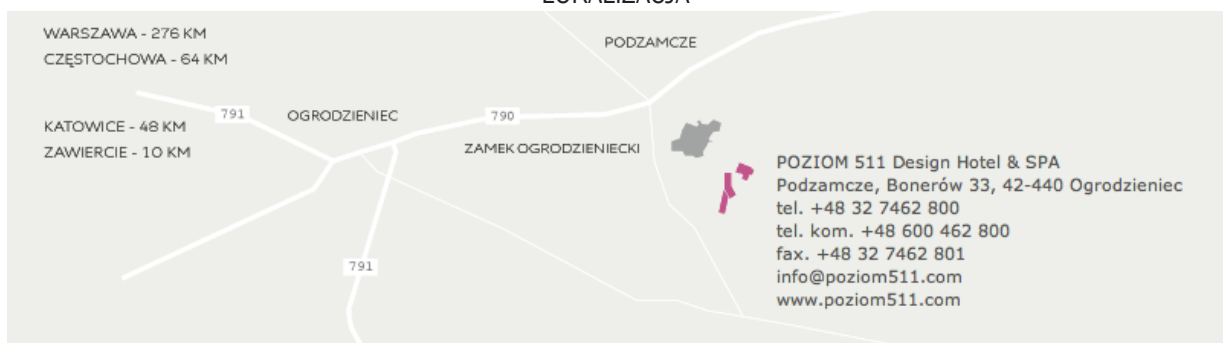 LOKALIZACJA
WARSZAWA - 276 KM
CZĘSTOCHOWA - 64 KM
KATOWICE - 48 KM
ZAWIERCIE - 10 KM
791
OGRODZIENIEC
790
PODZAMCZE
ZAMEK OGRODZIENIECKI
791
POZIOM 511 Design Hotel & SPA
Podzamcze, Bonerów 33, 42-440 Ogrodzieniec
tel. +48 32 7462 800
tel. kom. +48 600 462 800
fax. +48 32 7462 801
info@poziom511.com
www.poziom511.com